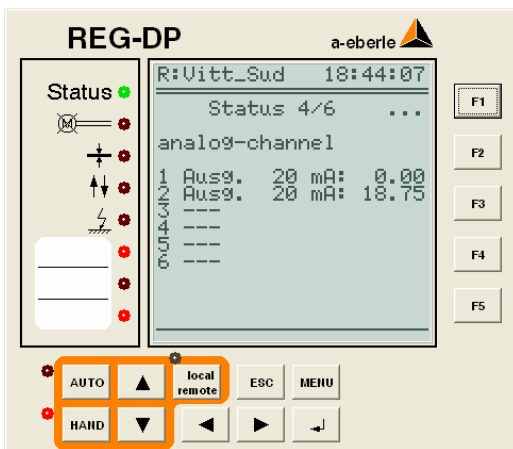 REG-DP
a-eberle
Status
M
R:Vitt_Sud 18:44:07
Status 4/6 ...
analog-channel
1 Ausg. 20 mA: 0.00
2 Ausg. 20 mA: 18.75
3 ---
4 ---
5 ---
6 ---
F1
F2
F3
F4
F5
AUTO
local
remote
ESC
MENU
HAND